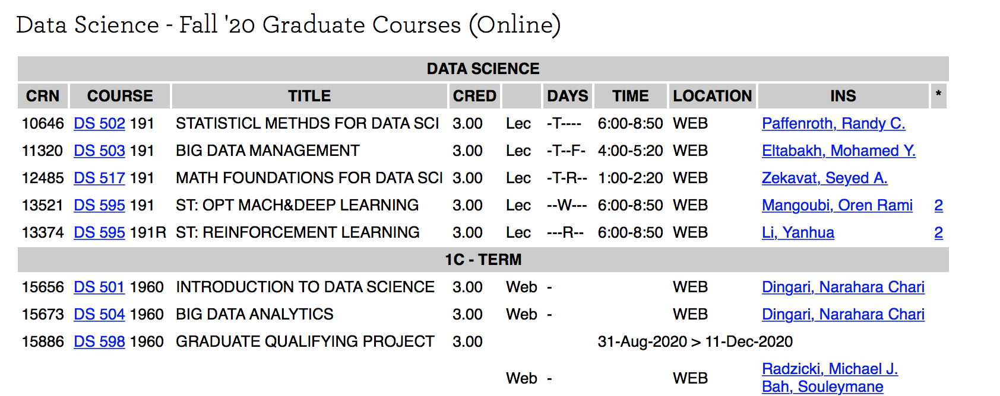 Data Science - Fall '20 Graduate Courses (Online)
DATA SCIENCE
CRN COURSE TITLE CRED DAYS TIME LOCATION INS *
10646 DS 502 191 STATISTICL METHDS FOR DATA SCI 3.00 Lec -T---- 6:00-8:50 WEB Paffenroth, Randy C.
11320 DS 503 191 BIG DATA MANAGEMENT 3.00 Lec -T--F- 4:00-5:20 WEB Eltabakh, Mohamed Y.
12485 DS 517 191 MATH FOUNDATIONS FOR DATA SCI 3.00 Lec -T-R-- 1:00-2:20 WEB Zekavat, Seyed A.
13521 DS 595 191 ST: OPT MACH&DEEP LEARNING 3.00 Lec --W--- 6:00-8:50 WEB Mangoubi, Oren Rami 2
13374 DS 595 191R ST: REINFORCEMENT LEARNING 3.00 Lec ---R-- 6:00-8:50 WEB Li, Yanhua 2
1C - TERM
15656 DS 501 1960 INTRODUCTION TO DATA SCIENCE 3.00 Web - WEB Dingari, Narahara Chari
15673 DS 504 1960 BIG DATA ANALYTICS 3.00 Web - WEB Dingari, Narahara Chari
15886 DS 598 1960 GRADUATE QUALIFYING PROJECT 3.00 31-Aug-2020 > 11-Dec-2020
Web - WEB Radzicki, Michael J.
Bah, Souleymane